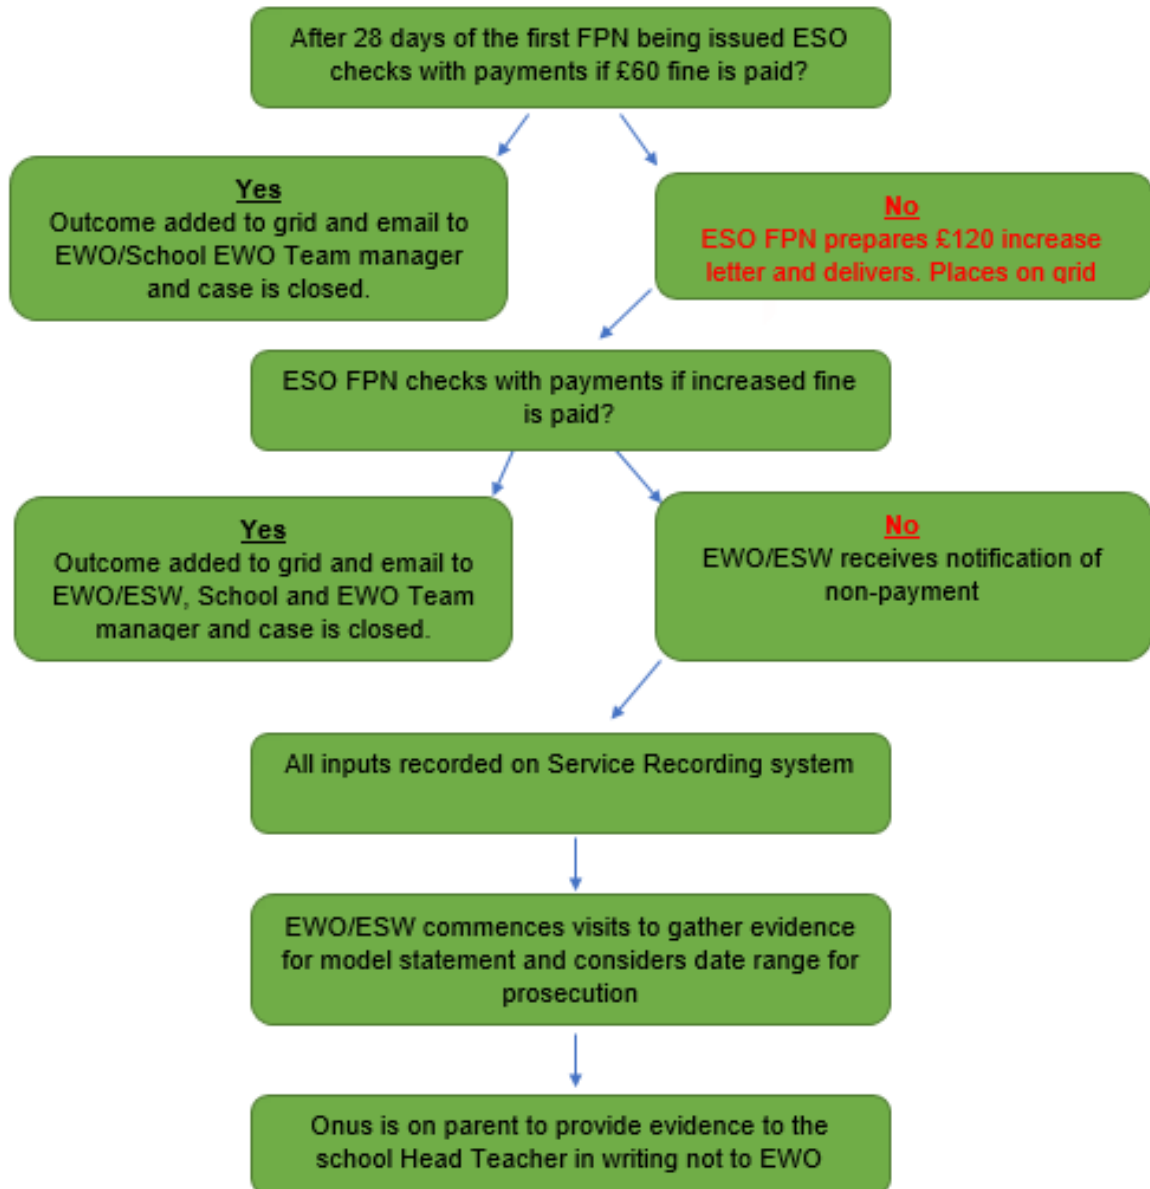 After 28 days of the first FPN being issued ESO
checks with payments if £60 fine is paid?
Yes
Outcome added to grid and email to
EWO/School EWO Team manager
and case is closed.
No
ESO FPN prepares £120 increase
letter and delivers. Places on grid
ESO FPN checks with payments if increased fine
is paid?
Yes
Outcome added to grid and email to
EWO/ESW, School and EWO Team
manager and case is closed.
No
EWO/ESW receives notification of
non-payment
All inputs recorded on Service Recording system
EWO/ESW commences visits to gather evidence
for model statement and considers date range for
prosecution
Onus is on parent to provide evidence to the
school Head Teacher in writing not to EWO